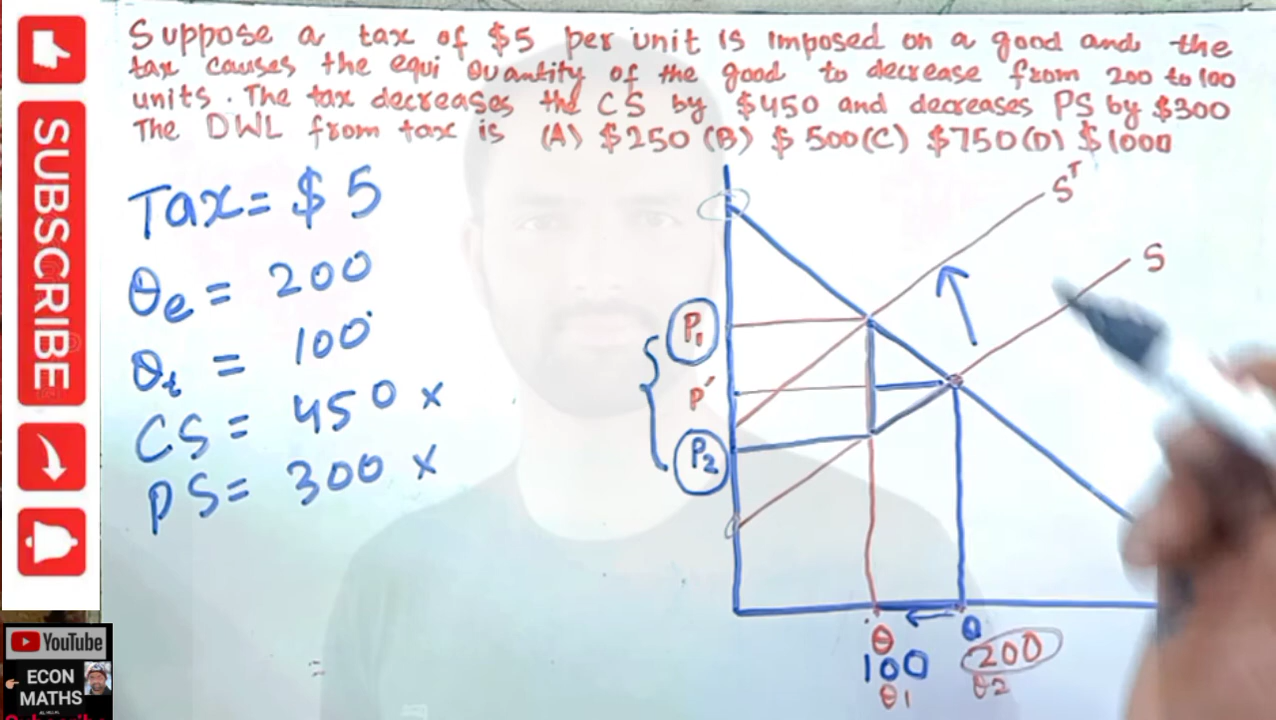 Suppose a tax of $5 per unit is imposed on a good and the
tax causes the equi Quantity of the good to decrease from 200 to 100
units. The tax decreases the CS by $450 and decreases PS by $300
The DWL from tax is (A) $250 (B) $500 (C) $750 (D) $1000
SUBSCRIBE
Tax = $5
Qe = 200
Qt = 100
CS = 450 x
PS = 300 x
=
Sᵀ
S
P₁
P'
P₂
Q
Q
100
200
Q1
Q2
YouTube
ECON
MATHS